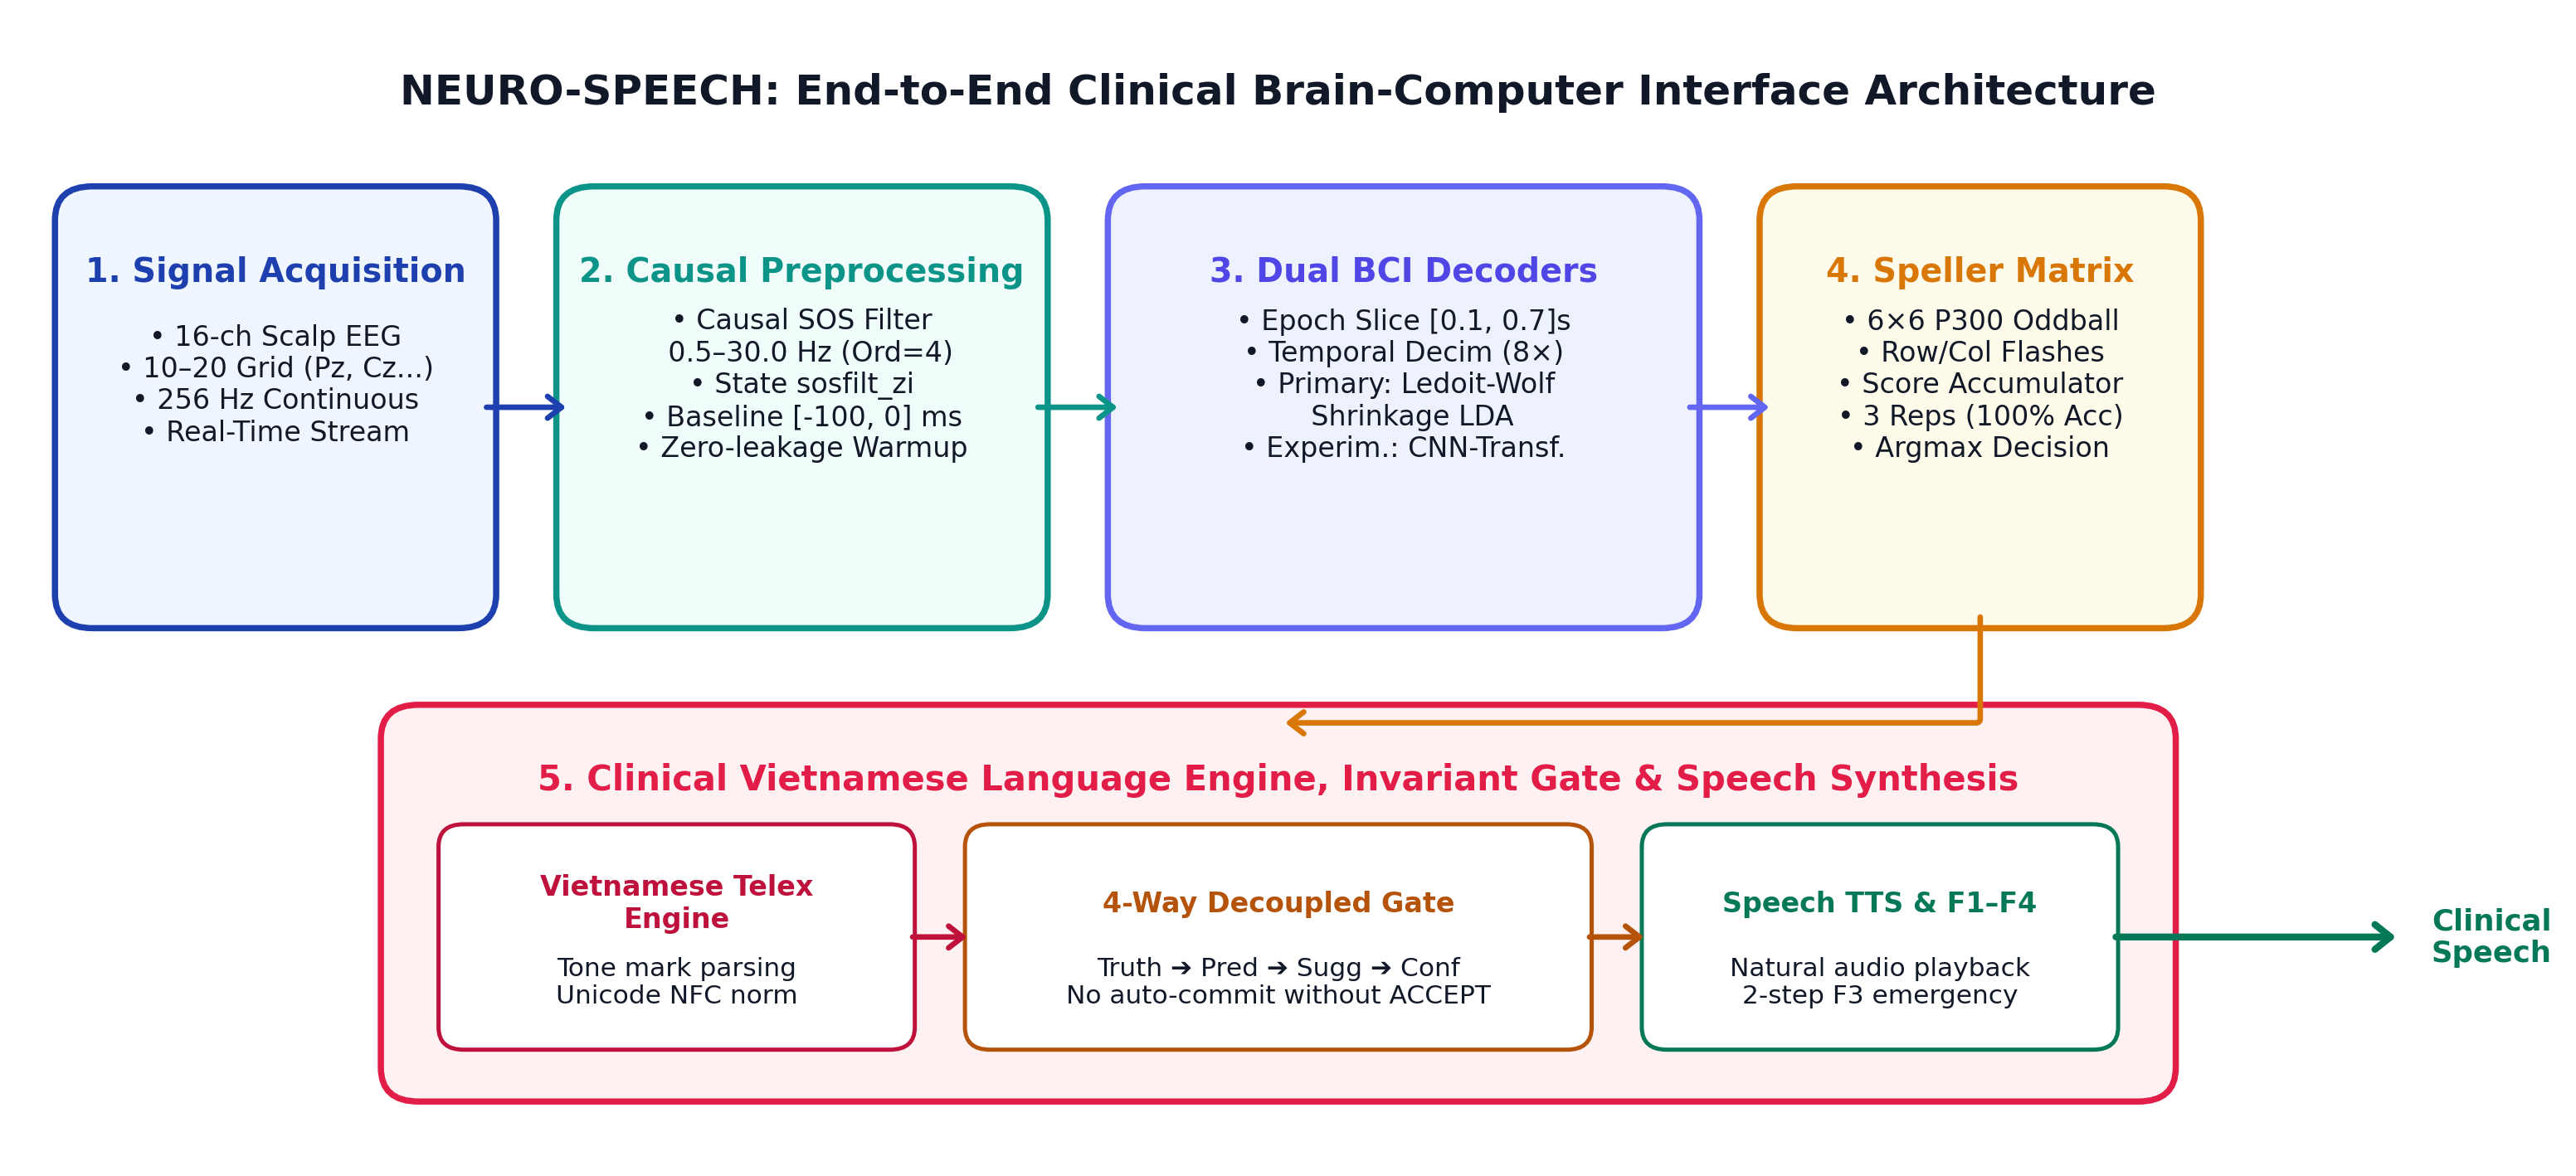 NEURO-SPEECH: End-to-End Clinical Brain-Computer Interface Architecture
1. Signal Acquisition
• 16-ch Scalp EEG
• 10–20 Grid (Pz, Cz...)
• 256 Hz Continuous
• Real-Time Stream
2. Causal Preprocessing
• Causal SOS Filter
0.5–30.0 Hz (Ord=4)
• State sosfilt_zi
• Baseline [-100, 0] ms
• Zero-leakage Warmup
3. Dual BCI Decoders
• Epoch Slice [0.1, 0.7]s
• Temporal Decim (8×)
• Primary: Ledoit-Wolf
Shrinkage LDA
• Experim.: CNN-Transf.
4. Speller Matrix
• 6×6 P300 Oddball
• Row/Col Flashes
• Score Accumulator
• 3 Reps (100% Acc)
• Argmax Decision
5. Clinical Vietnamese Language Engine, Invariant Gate & Speech Synthesis
Vietnamese Telex
Engine
Tone mark parsing
Unicode NFC norm
4-Way Decoupled Gate
Truth ➔ Pred ➔ Sugg ➔ Conf
No auto-commit without ACCEPT
Speech TTS & F1–F4
Natural audio playback
2-step F3 emergency
Clinical
Speech